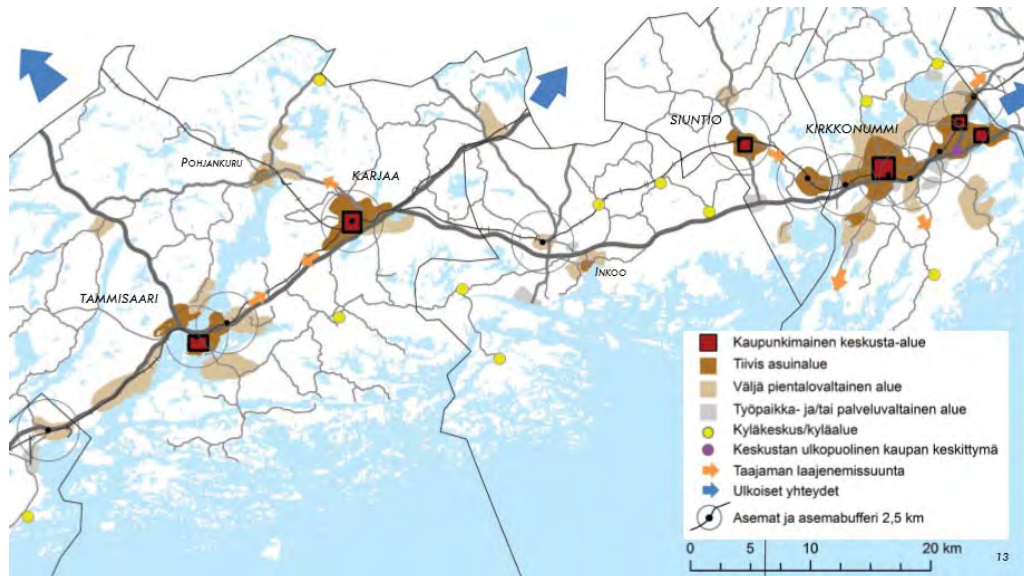 SIUNTIO
KIRKKONUMMI
POHJANKURU
KARJAA
INKOO
TAMMISAARI
Kaupunkimainen keskusta-alue
Tiivis asuinalue
Väljä pientalovaltainen alue
Työpaikka- ja/tai palveluvaltainen alue
Kyläkeskus/kyläalue
Keskustan ulkopuolinen kaupan keskittymä
Taajaman laajenemissuunta
Ulkoiset yhteydet
Asemat ja asemabufferi 2,5 km
0 5 10 20 km
13